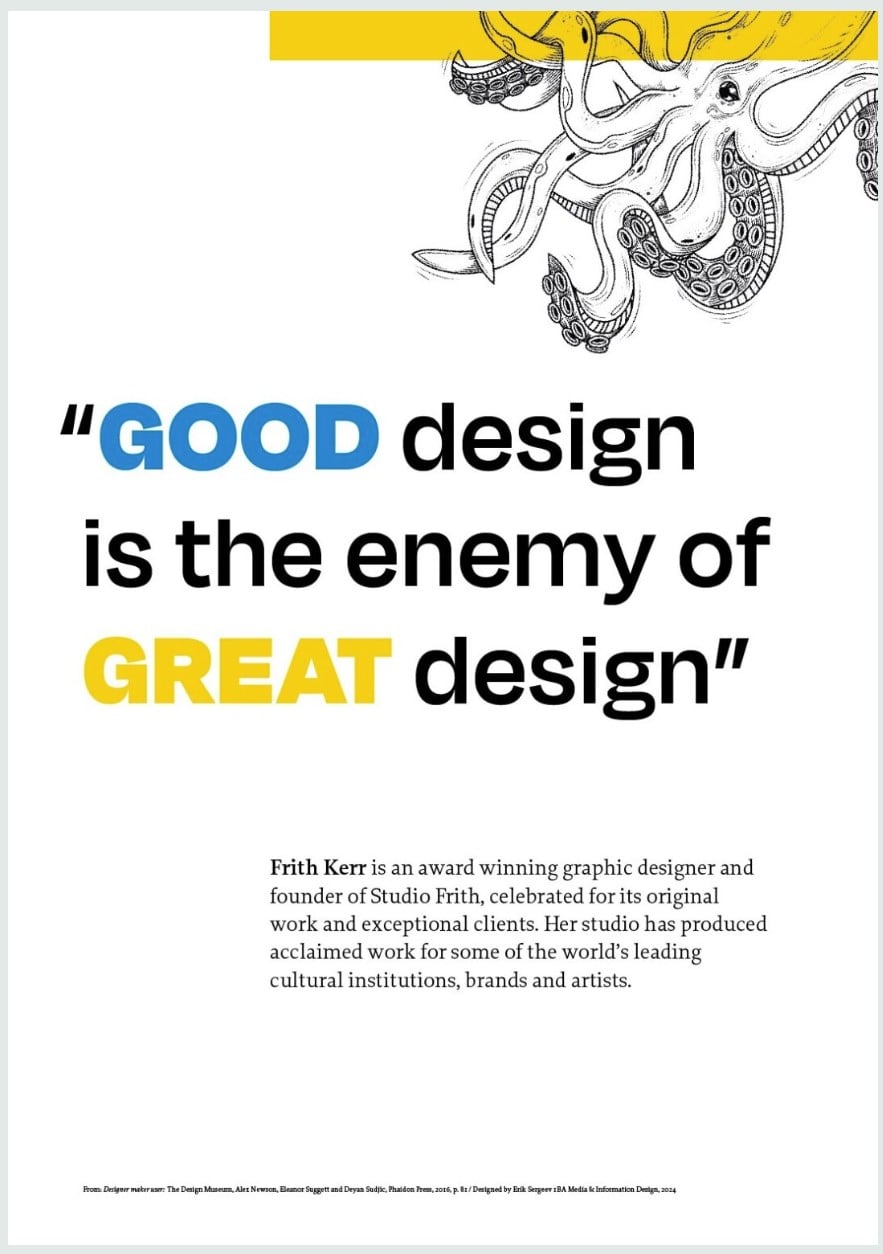 “GOOD design
is the enemy of
GREAT design”
Frith Kerr is an award winning graphic designer and
founder of Studio Frith, celebrated for its original
work and exceptional clients. Her studio has produced
acclaimed work for some of the world’s leading
cultural institutions, brands and artists.
From: Designer maker user: The Design Museum, Alex Newson, Eleanor Suggett and Deyan Sudjic, Phaidon Press, 2016, p. 81 / Designed by Erik Sergeev 1BA Media & Information Design, 2024